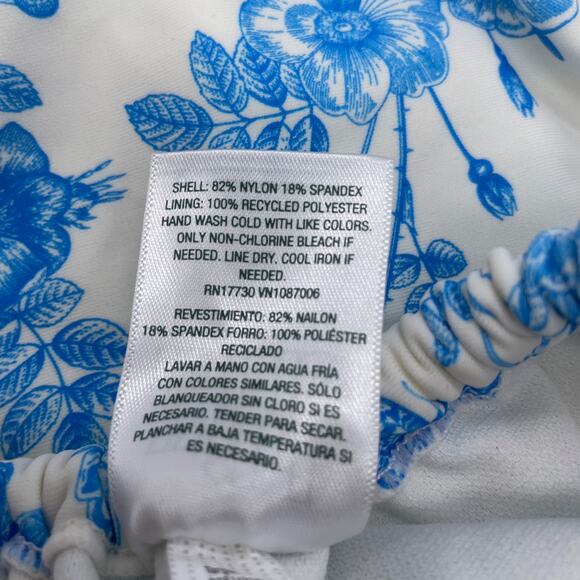 SHELL: 82% NYLON 18% SPANDEX
LINING: 100% RECYCLED POLYESTER
HAND WASH COLD WITH LIKE COLORS.
ONLY NON-CHLORINE BLEACH IF
NEEDED. LINE DRY. COOL IRON IF
NEEDED.
RN17730 VN1087006
REVESTIMIENTO: 82% NAILON
18% SPANDEX FORRO: 100% POLIÉSTER
RECICLADO
LAVAR A MANO CON AGUA FRÍA
CON COLORES SIMILARES. SÓLO
BLANQUEADOR SIN CLORO SI ES
NECESARIO. TENDER PARA SECAR.
PLANCHAR A BAJA TEMPERATURA SI
ES NECESARIO.